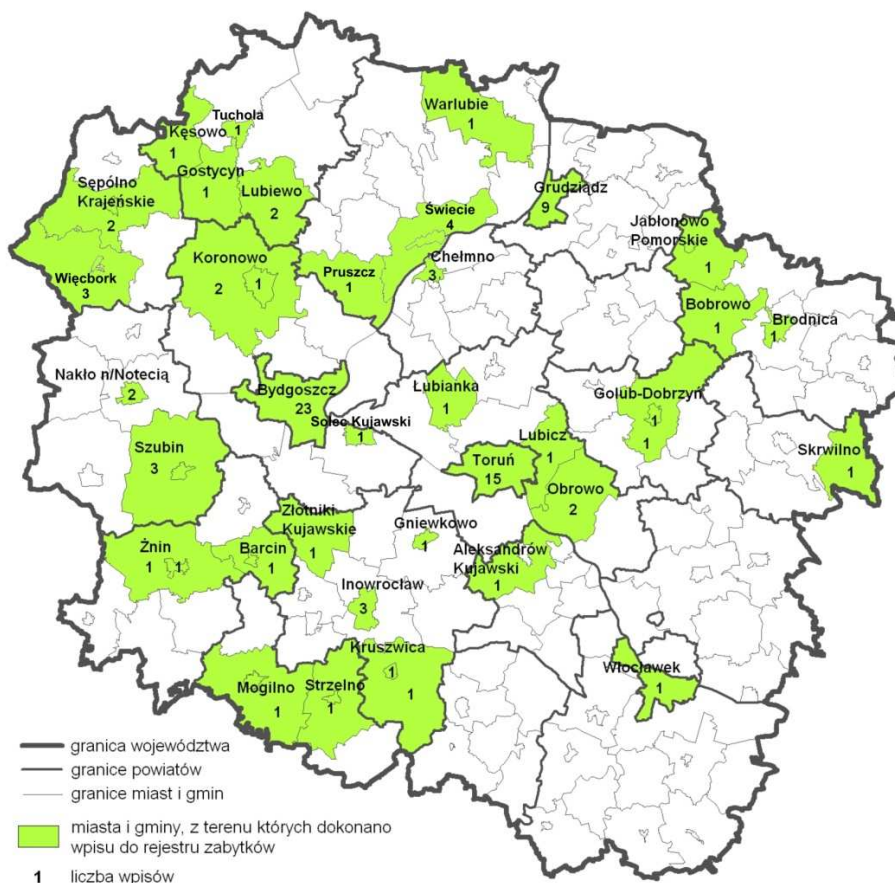 Warlubie
1
Tuchola
1
Kęsowo
1
Gostycyn
1
Lubiewo
2
Sępólno
Krajeńskie
2
Grudziądz
9
Świecie
4
Jabłonowo
Pomorskie
1
Koronowo
2
1
Pruszcz
1
Chełmno
3
Więcbork
3
Bobrowo
1
Brodnica
1
Nakło n/Notecią
2
Bydgoszcz
23
Łubianka
1
Golub-Dobrzyń
1
1
Solec Kujawski
1
Szubin
3
Lubicz
1
Toruń
15
Skrwilno
1
Obrowo
2
Złotniki
Kujawskie
1
Gniewkowo
1
Żnin
1
1
Barcin
1
Aleksandrów
Kujawski
1
Inowrocław
3
Kruszwica
1
1
Włocławek
1
Mogilno
1
Strzelno
1
granica województwa
granice powiatów
granice miast i gmin
miasta i gminy, z terenu których dokonano
wpisu do rejestru zabytków
1 liczba wpisów